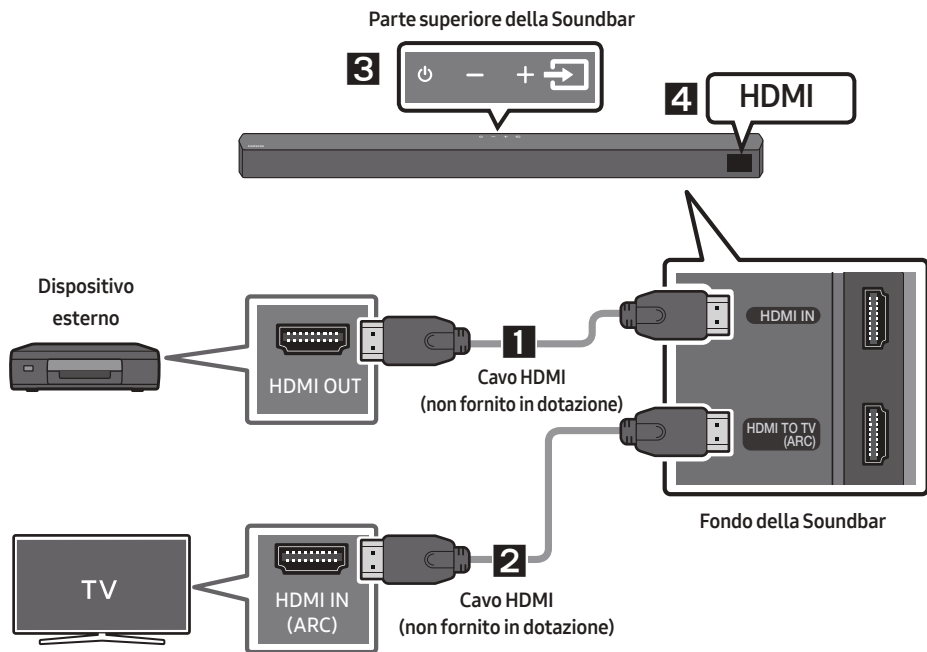 Parte superiore della Soundbar
3
4
HDMI
Dispositivo
esterno
HDMI OUT
1
Cavo HDMI
(non fornito in dotazione)
HDMI IN
HDMI TO TV
(ARC)
Fondo della Soundbar
TV
HDMI IN
(ARC)
2
Cavo HDMI
(non fornito in dotazione)